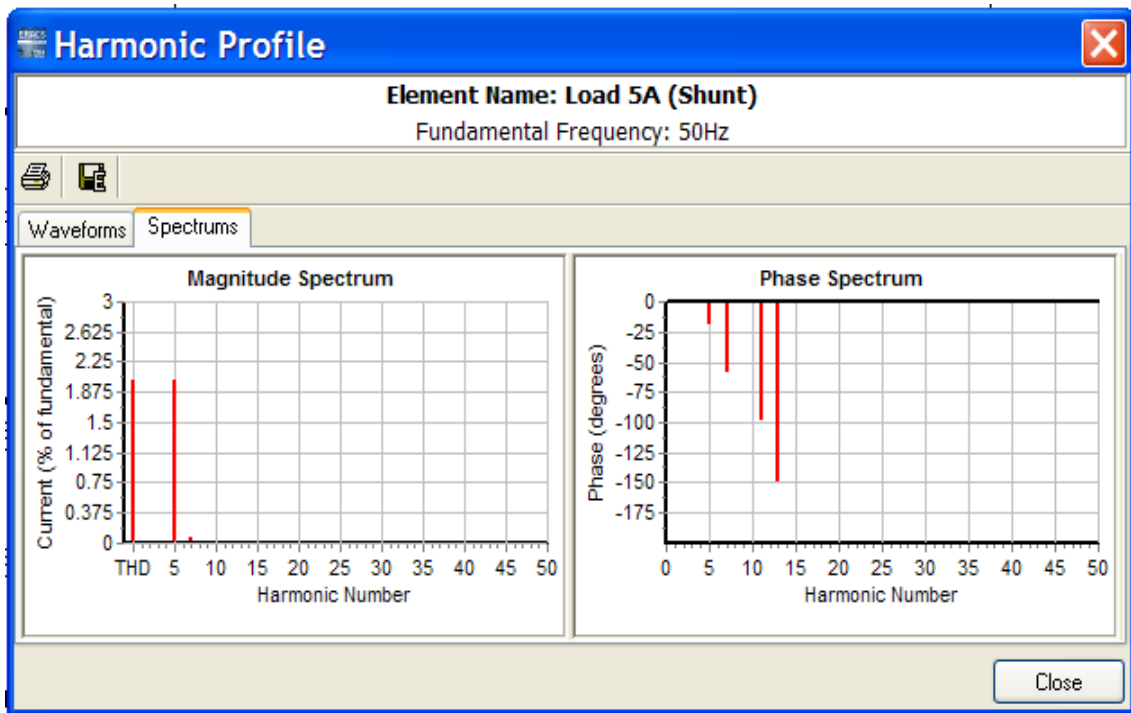 Harmonic Profile
Element Name: Load 5A (Shunt)
Fundamental Frequency: 50Hz
Waveforms Spectrums
Magnitude Spectrum
Current (% of fundamental)
3
2.625
2.25
1.875
1.5
1.125
0.75
0.375
0
THD 5 10 15 20 25 30 35 40 45 50
Harmonic Number
Phase Spectrum
Phase (degrees)
0
-25
-50
-75
-100
-125
-150
-175
0 5 10 15 20 25 30 35 40 45 50
Harmonic Number
Close